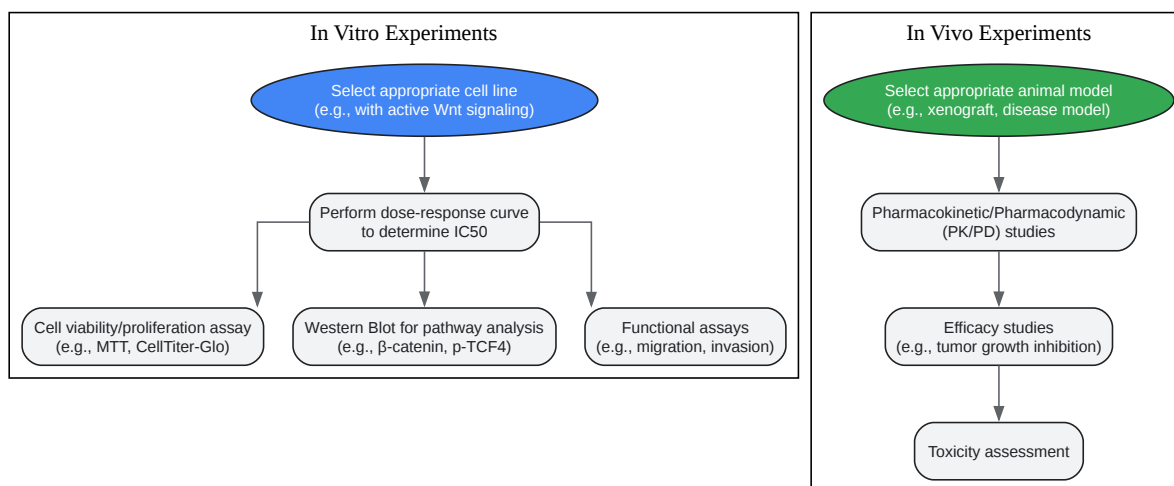 In Vitro Experiments
Select appropriate cell line
(e.g., with active Wnt signaling)
Perform dose-response curve
to determine IC50
Cell viability/proliferation assay
(e.g., MTT, CellTiter-Glo)
Western Blot for pathway analysis
(e.g., β-catenin, p-TCF4)
Functional assays
(e.g., migration, invasion)
In Vivo Experiments
Select appropriate animal model
(e.g., xenograft, disease model)
Pharmacokinetic/Pharmacodynamic
(PK/PD) studies
Efficacy studies
(e.g., tumor growth inhibition)
Toxicity assessment